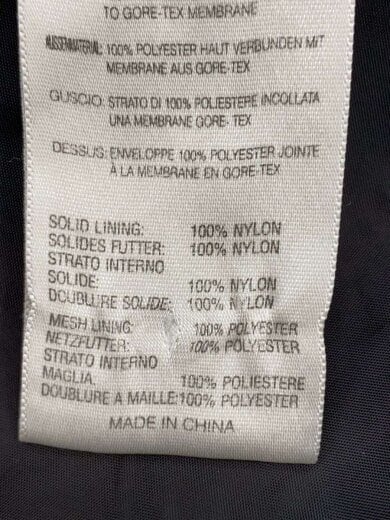 TO GORE-TEX MEMBRANE
AUSSENMATERIAL: 100% POLYESTER HAUT VERBUNDEN MIT
MEMBRANE AUS GORE-TEX
GUSCIO: STRATO DI 100% POLIESTERE INCOLLATA
UNA MEMBRANE GORE-TEX
DESSUS: ENVELOPPE 100% POLYESTER JOINTE
À LA MEMBRANE EN GORE-TEX
SOLID LINING: 100% NYLON
SOLIDES FUTTER: 100% NYLON
STRATO INTERNO
SOLIDE: 100% NYLON
DOUBLURE SOLIDE: 100% NYLON
MESH LINING: 100% POLYESTER
NETZFUTTER: 100% POLYESTER
STRATO INTERNO
MAGLIA: 100% POLIESTERE
DOUBLURE A MAILLE: 100% POLYESTER
MADE IN CHINA